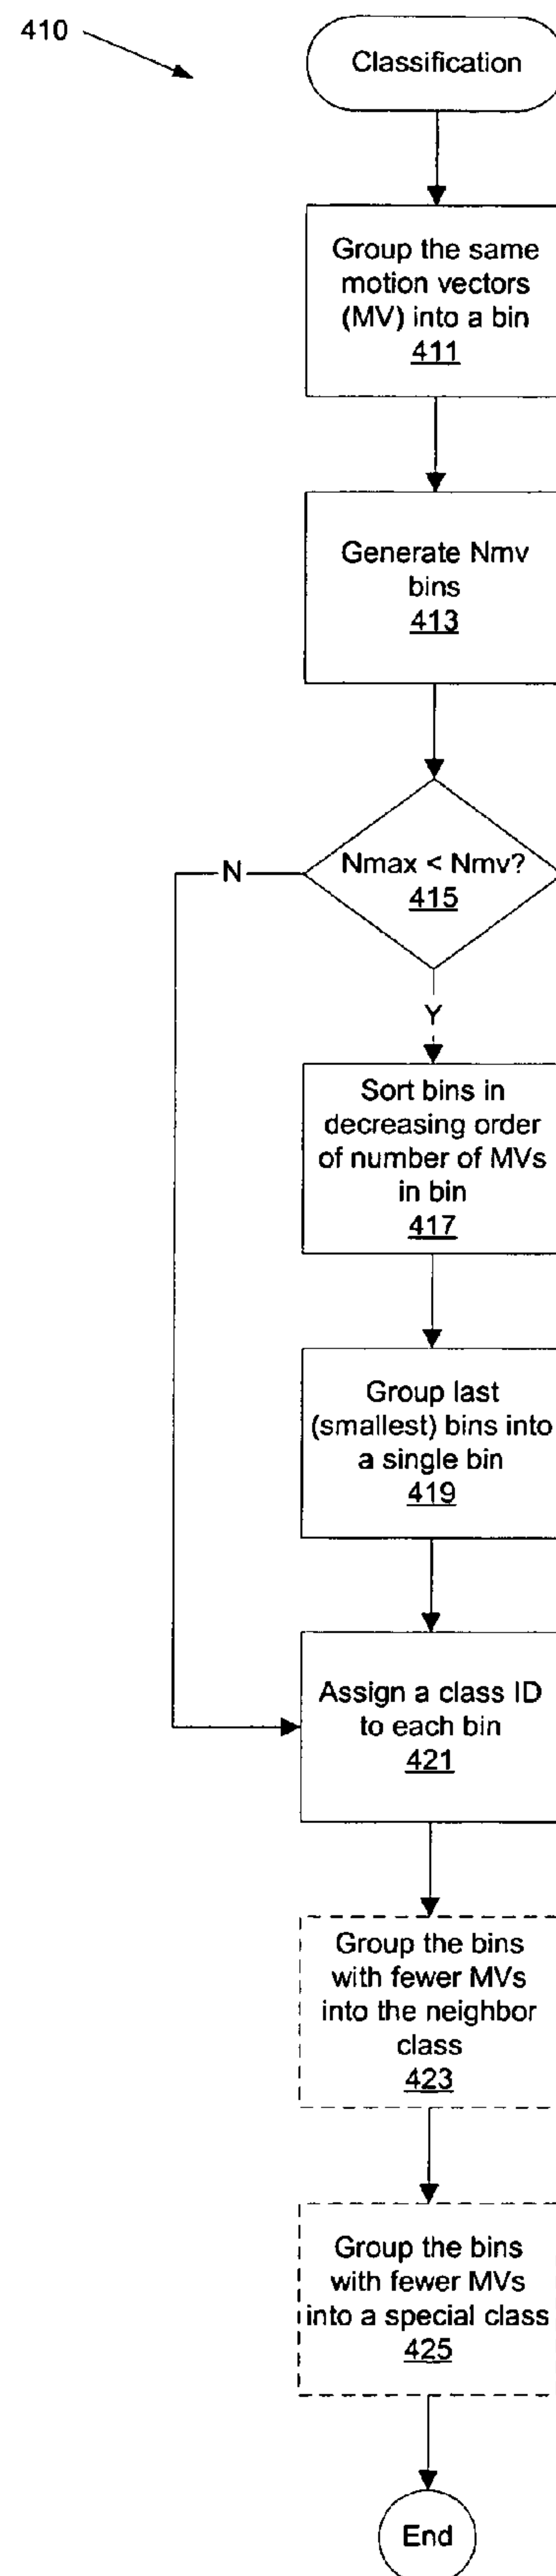 410
Classification
Group the same
motion vectors
(MV) into a bin
411
Generate Nmv
bins
413
Nmax < Nmv?
415
N
Y
Sort bins in
decreasing order
of number of MVs
in bin
417
Group last
(smallest) bins into
a single bin
419
Assign a class ID
to each bin
421
Group the bins
with fewer MVs
into the neighbor
class
423
Group the bins
with fewer MVs
into a special class
425
End